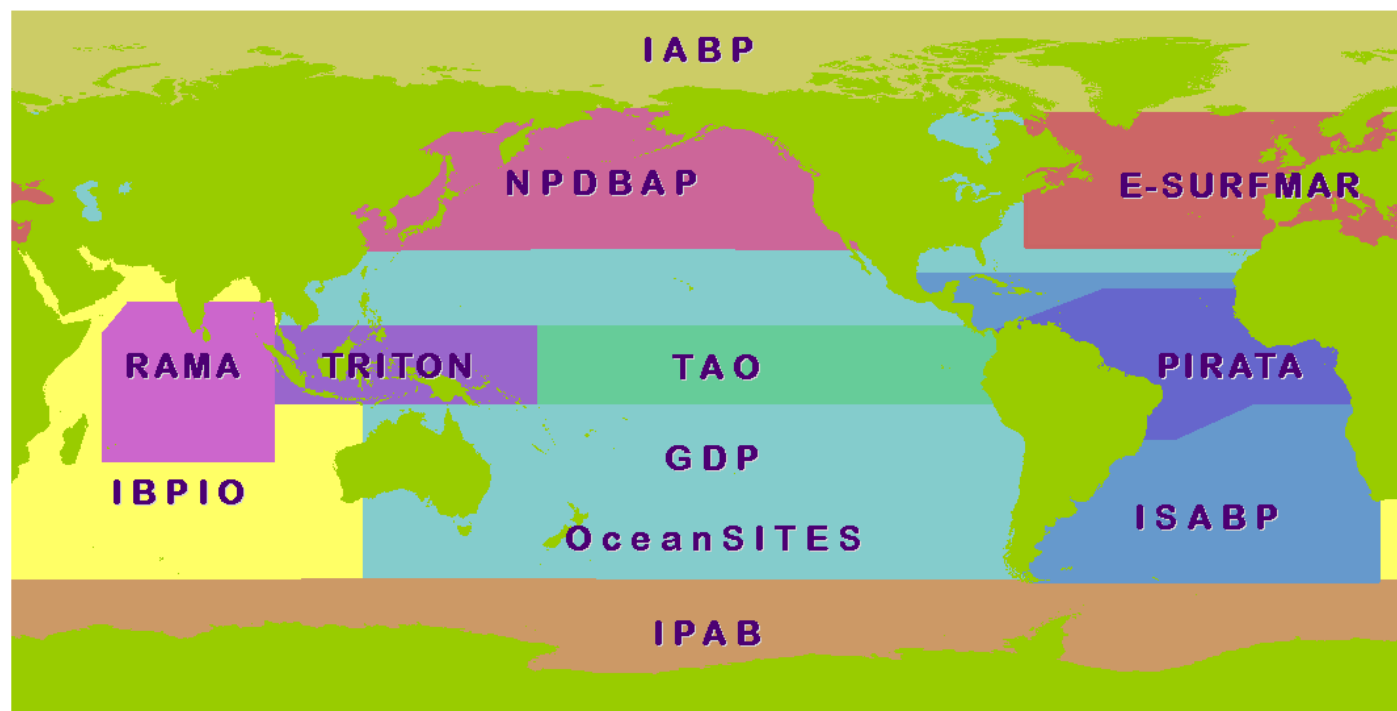 IABP
NPDBAP
E-SURFMAR
RAMA
TRITON
TAO
PIRATA
GDP
IBPIO
ISABP
OceanSITES
IPAB